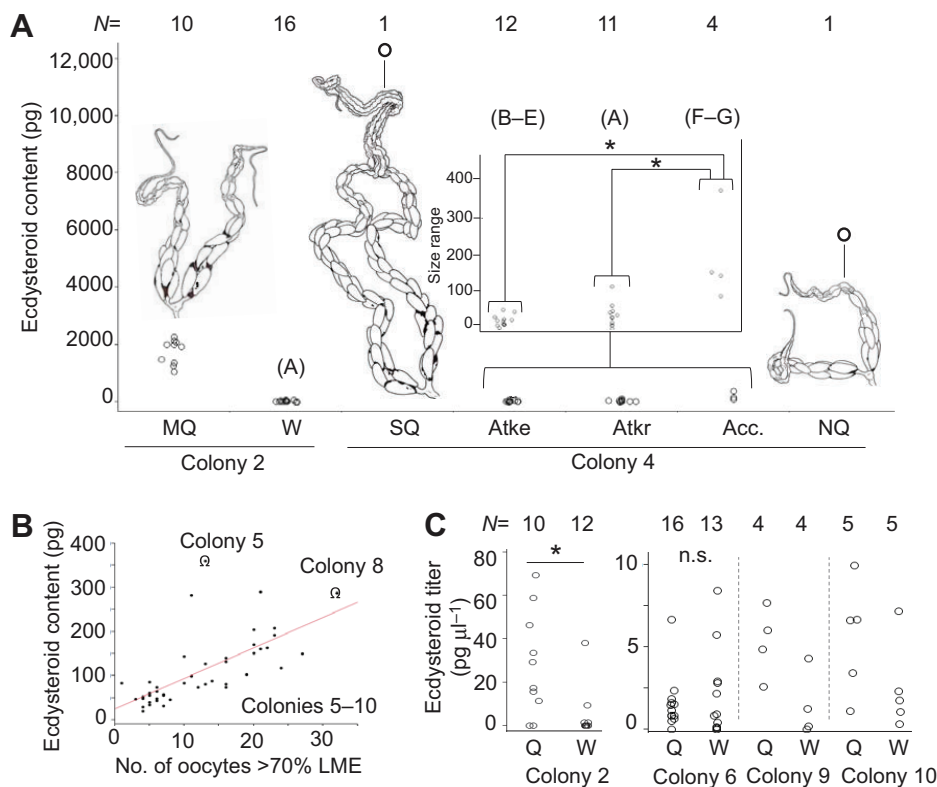 A
N= 10 16 1 12 11 4 1
Ecdysteroid content (pg)
12,000
10,000
8000
6000
4000
2000
0
(A)
(B–E) (A) (F–G)
* *
Size range
400
300
200
100
0
MQ W SQ Atke Atkr Acc. NQ
Colony 2 Colony 4
B
Ecdysteroid content (pg)
400
300
200
100
0
Colony 5
Colony 8
Colonies 5–10
0 10 20 30
No. of oocytes >70% LME
C
N= 10 12 16 13 4 4 5 5
* n.s.
Ecdysteroid titer
(pg µl–1)
80
60
40
20
0
10
5
0
Q W Q W Q W Q W
Colony 2 Colony 6 Colony 9 Colony 10